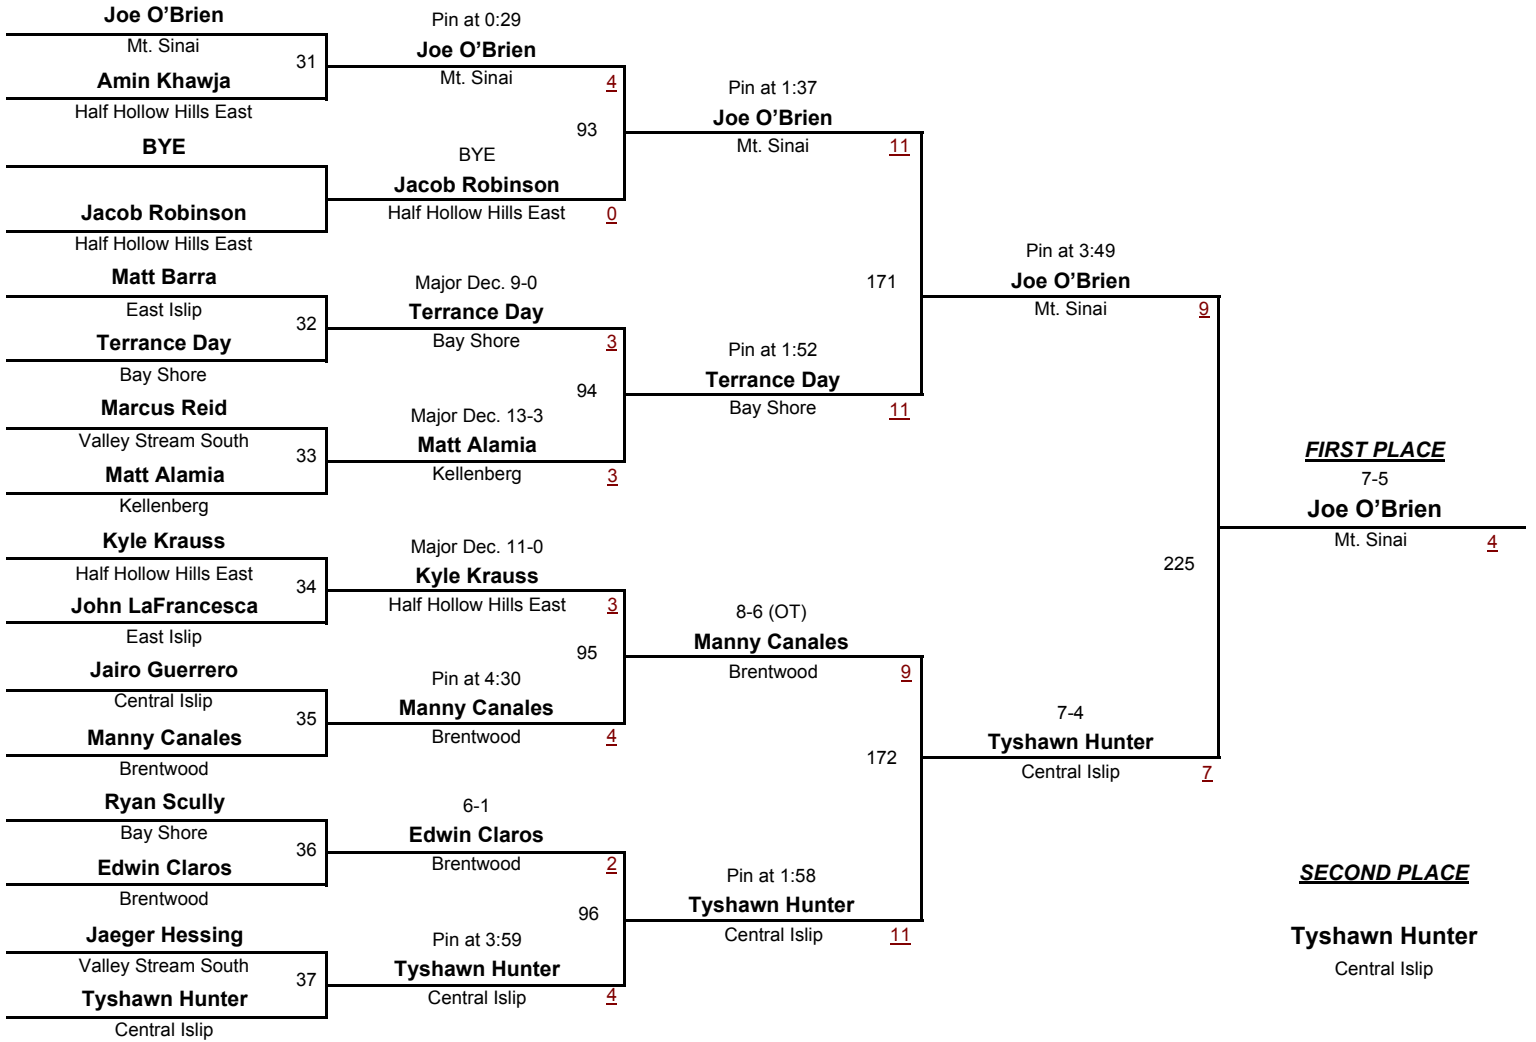 Joe O’Brien
Mt. Sinai
31
Amin Khawja
Half Hollow Hills East
BYE
Jacob Robinson
Half Hollow Hills East
Matt Barra
East Islip
32
Terrance Day
Bay Shore
Marcus Reid
Valley Stream South
33
Matt Alamia
Kellenberg
Kyle Krauss
Half Hollow Hills East
34
John LaFrancesca
East Islip
Jairo Guerrero
Central Islip
35
Manny Canales
Brentwood
Ryan Scully
Bay Shore
36
Edwin Claros
Brentwood
Jaeger Hessing
Valley Stream South
37
Tyshawn Hunter
Central Islip
Pin at 0:29
Joe O’Brien
Mt. Sinai
4
93
BYE
Jacob Robinson
Half Hollow Hills East
0
Major Dec. 9-0
Terrance Day
Bay Shore
3
94
Major Dec. 13-3
Matt Alamia
Kellenberg
3
Major Dec. 11-0
Kyle Krauss
Half Hollow Hills East
3
95
Pin at 4:30
Manny Canales
Brentwood
4
6-1
Edwin Claros
Brentwood
2
96
Pin at 3:59
Tyshawn Hunter
Central Islip
4
Pin at 1:37
Joe O’Brien
Mt. Sinai
11
171
Pin at 1:52
Terrance Day
Bay Shore
11
8-6 (OT)
Manny Canales
Brentwood
9
172
Pin at 1:58
Tyshawn Hunter
Central Islip
11
Pin at 3:49
Joe O’Brien
Mt. Sinai
9
225
7-4
Tyshawn Hunter
Central Islip
7
FIRST PLACE
7-5
Joe O’Brien
Mt. Sinai
4
SECOND PLACE
Tyshawn Hunter
Central Islip